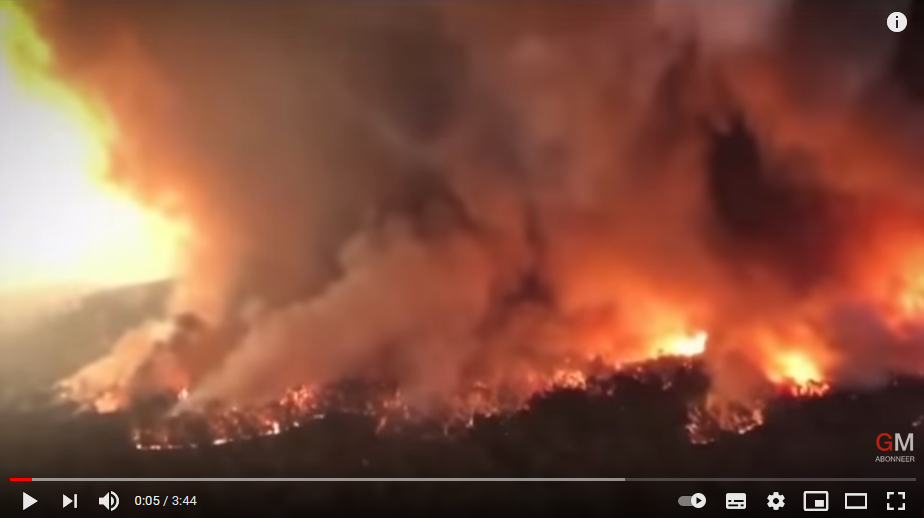 GM
ABONNEER
0:05 / 3:44